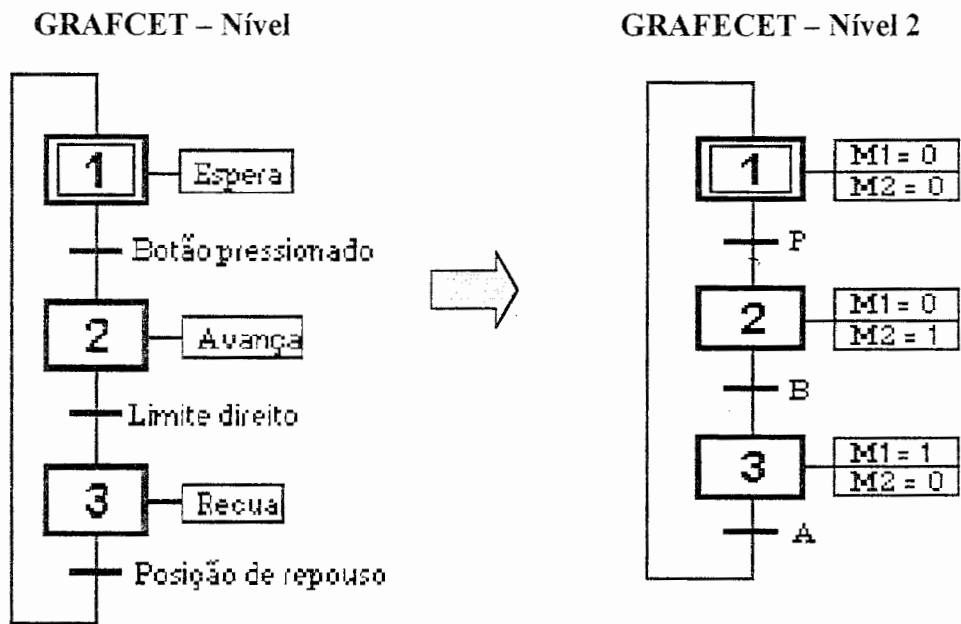 GRAFCET – Nível
1
Espera
Botão pressionado
2
Avança
Limite direito
3
Recua
Posição de repouso
GRAFECET – Nível 2
1
M1 = 0
M2 = 0
P
2
M1 = 0
M2 = 1
B
3
M1 = 1
M2 = 0
A